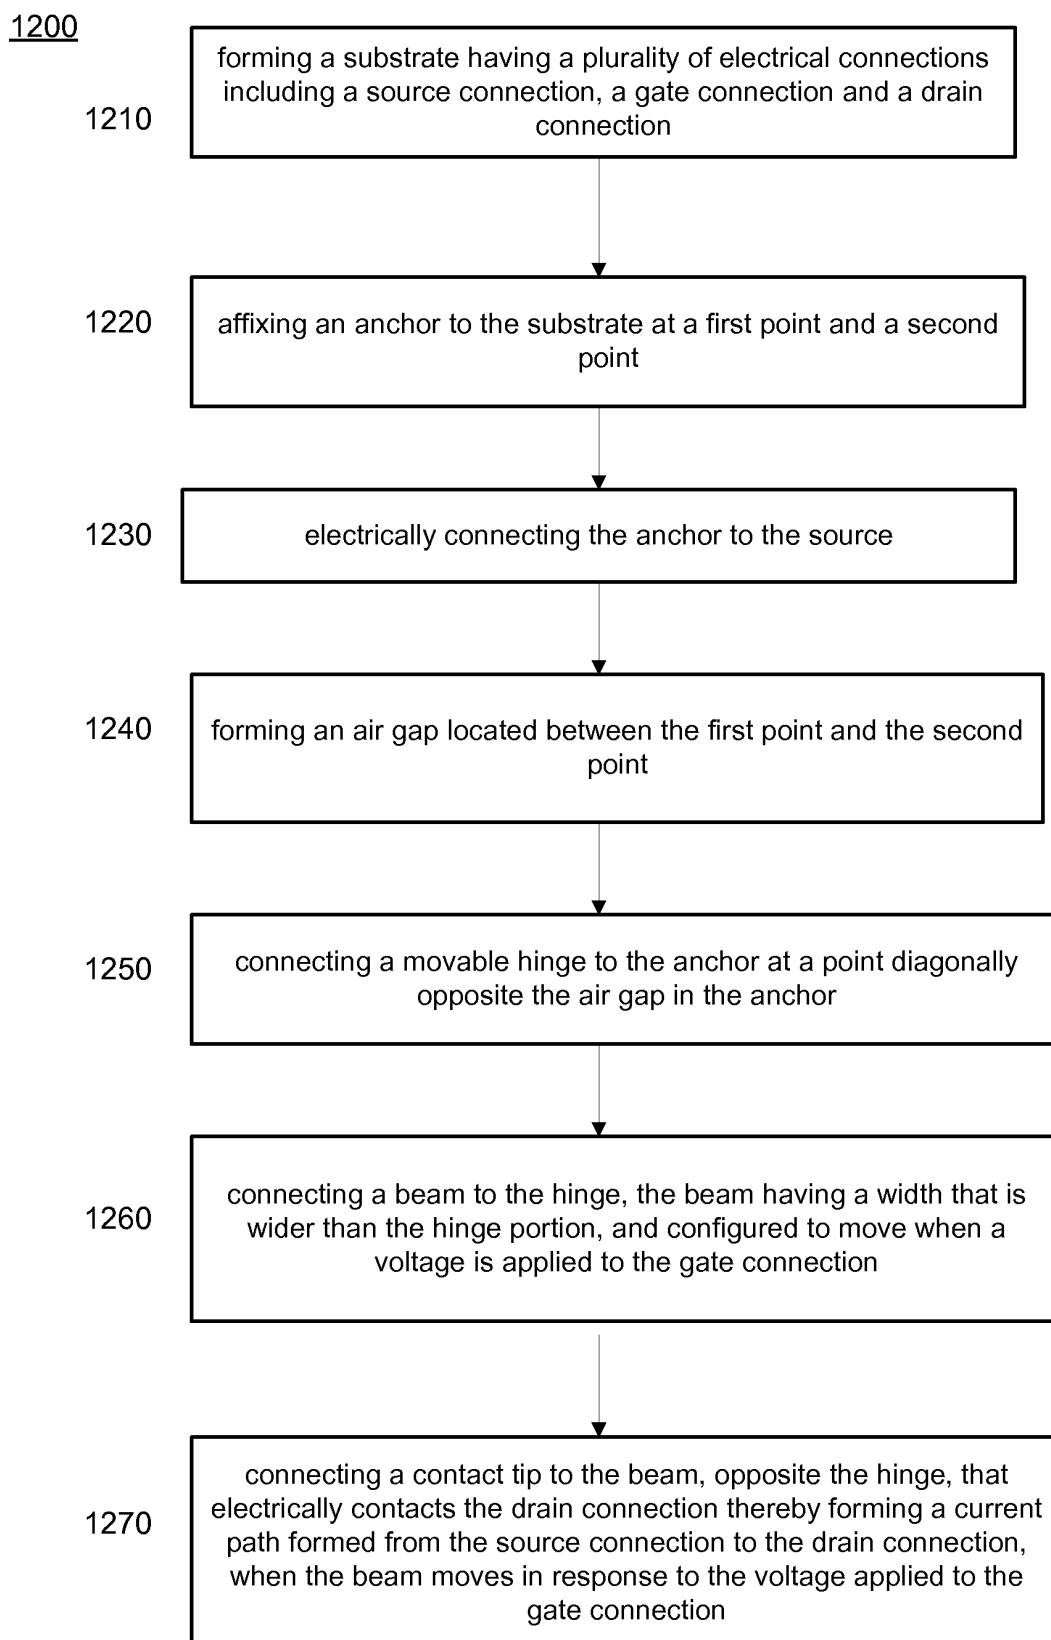 1200
1210
forming a substrate having a plurality of electrical connections
including a source connection, a gate connection and a drain
connection
1220
affixing an anchor to the substrate at a first point and a second
point
1230
electrically connecting the anchor to the source
1240
forming an air gap located between the first point and the second
point
1250
connecting a movable hinge to the anchor at a point diagonally
opposite the air gap in the anchor
1260
connecting a beam to the hinge, the beam having a width that is
wider than the hinge portion, and configured to move when a
voltage is applied to the gate connection
1270
connecting a contact tip to the beam, opposite the hinge, that
electrically contacts the drain connection thereby forming a current
path formed from the source connection to the drain connection,
when the beam moves in response to the voltage applied to the
gate connection